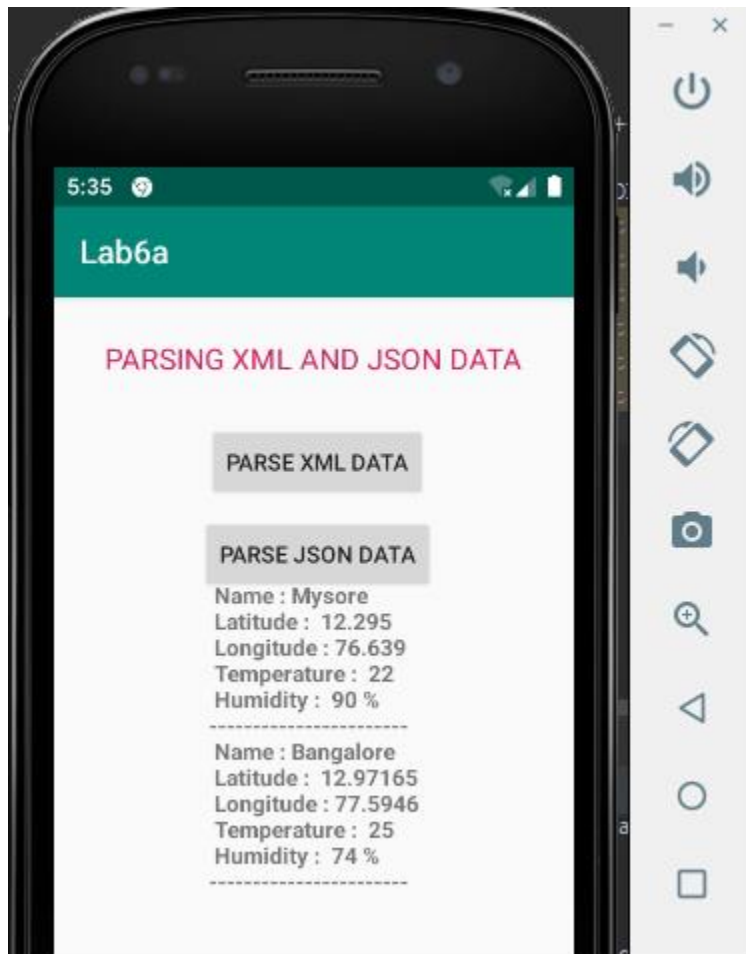 5:35
Lab6a
PARSING XML AND JSON DATA
PARSE XML DATA
PARSE JSON DATA
Name : Mysore
Latitude : 12.295
Longitude : 76.639
Temperature : 22
Humidity : 90 %
-----------------------
Name : Bangalore
Latitude : 12.97165
Longitude : 77.5946
Temperature : 25
Humidity : 74 %
-----------------------